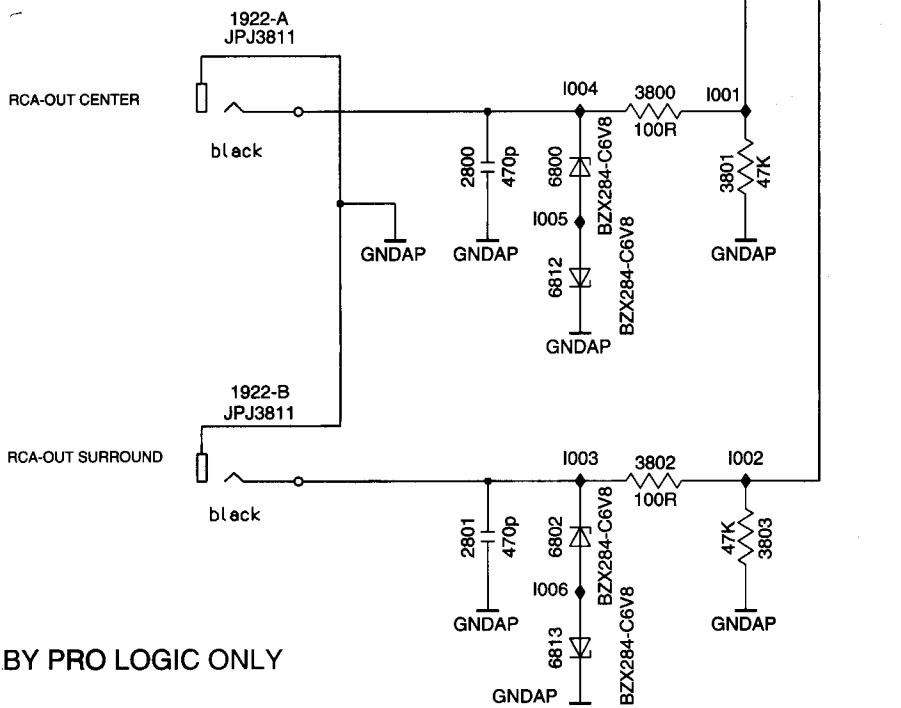 1922-A
JPJ3811
RCA-OUT CENTER
black
GNDAP
2800
470p
GNDAP
I004
6800
BZX284-C6V8
I005
6812
BZX284-C6V8
GNDAP
3800
100R
I001
3801
47K
GNDAP
1922-B
JPJ3811
RCA-OUT SURROUND
black
2801
470p
GNDAP
I003
6802
BZX284-C6V8
I006
6813
BZX284-C6V8
GNDAP
3802
100R
I002
47K
3803
GNDAP
BY PRO LOGIC ONLY